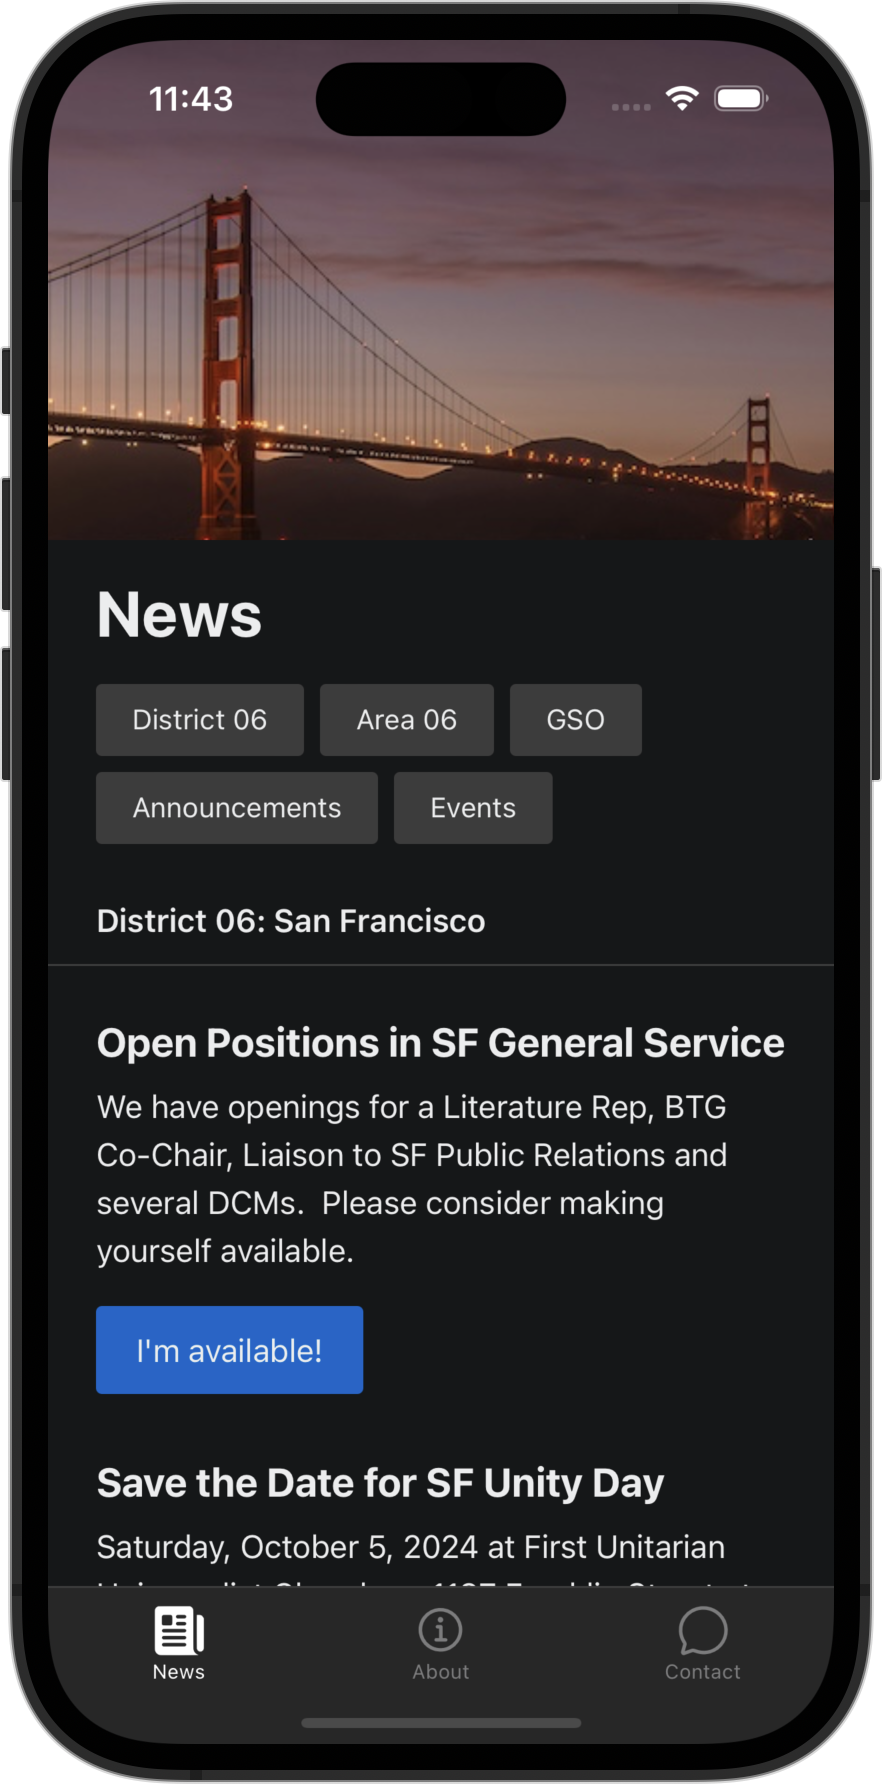 11:43
News
District 06
Area 06
GSO
Announcements
Events
District 06: San Francisco
Open Positions in SF General Service
We have openings for a Literature Rep, BTG
Co-Chair, Liaison to SF Public Relations and
several DCMs.  Please consider making
yourself available.
I'm available!
Save the Date for SF Unity Day
Saturday, October 5, 2024 at First Unitarian
News
About
Contact